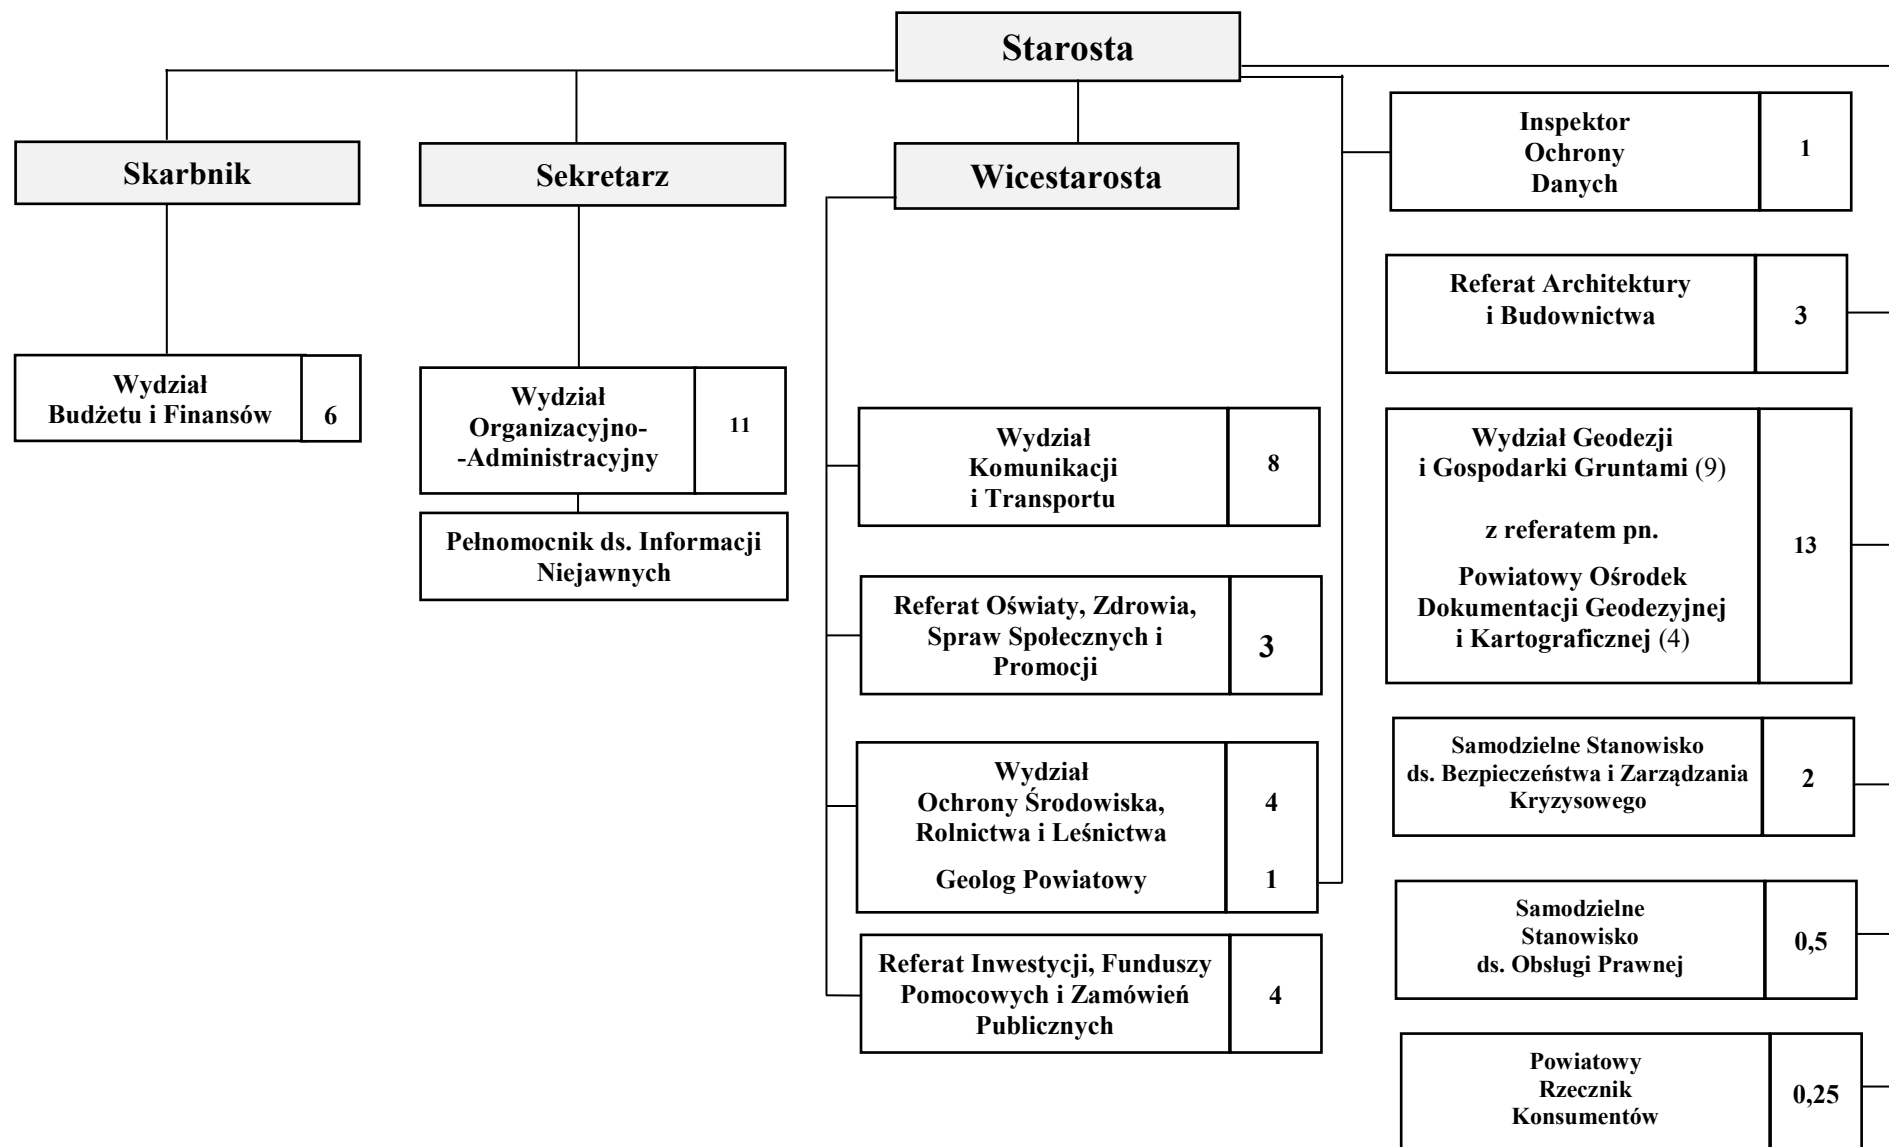 Starosta
Skarbnik
Sekretarz
Wicestarosta
Wydział
Budżetu i Finansów
6
Wydział
Organizacyjno-
-Administracyjny
11
Pełnomocnik ds. Informacji
Niejawnych
Wydział
Komunikacji
i Transportu
8
Referat Oświaty, Zdrowia,
Spraw Społecznych i
Promocji
3
Wydział
Ochrony Środowiska,
Rolnictwa i Leśnictwa
4
Geolog Powiatowy
1
Referat Inwestycji, Funduszy
Pomocowych i Zamówień
Publicznych
4
Inspektor
Ochrony
Danych
1
Referat Architektury
i Budownictwa
3
Wydział Geodezji
i Gospodarki Gruntami (9)
z referatem pn.
Powiatowy Ośrodek
Dokumentacji Geodezyjnej
i Kartograficznej (4)
13
Samodzielne Stanowisko
ds. Bezpieczeństwa i Zarządzania
Kryzysowego
2
Samodzielne
Stanowisko
ds. Obsługi Prawnej
0,5
Powiatowy
Rzecznik
Konsumentów
0,25